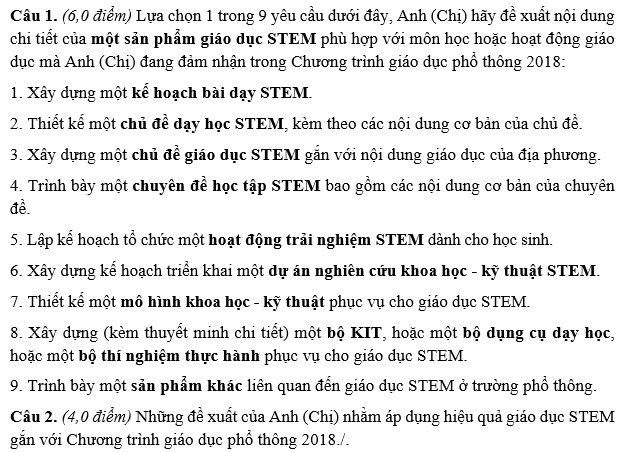 Câu 1. (6,0 điểm) Lựa chọn 1 trong 9 yêu cầu dưới đây, Anh (Chị) hãy đề xuất nội dung
chi tiết của một sản phẩm giáo dục STEM phù hợp với môn học hoặc hoạt động giáo
dục mà Anh (Chị) đang đảm nhận trong Chương trình giáo dục phổ thông 2018:
1. Xây dựng một kế hoạch bài dạy STEM.
2. Thiết kế một chủ đề dạy học STEM, kèm theo các nội dung cơ bản của chủ đề.
3. Xây dựng một chủ đề giáo dục STEM gắn với nội dung giáo dục của địa phương.
4. Trình bày một chuyên đề học tập STEM bao gồm các nội dung cơ bản của chuyên
đề.
5. Lập kế hoạch tổ chức một hoạt động trải nghiệm STEM dành cho học sinh.
6. Xây dựng kế hoạch triển khai một dự án nghiên cứu khoa học - kỹ thuật STEM.
7. Thiết kế một mô hình khoa học - kỹ thuật phục vụ cho giáo dục STEM.
8. Xây dựng (kèm thuyết minh chi tiết) một bộ KIT, hoặc một bộ dụng cụ dạy học,
hoặc một bộ thí nghiệm thực hành phục vụ cho giáo dục STEM.
9. Trình bày một sản phẩm khác liên quan đến giáo dục STEM ở trường phổ thông.
Câu 2. (4,0 điểm) Những đề xuất của Anh (Chị) nhằm áp dụng hiệu quả giáo dục STEM
gắn với Chương trình giáo dục phổ thông 2018./.